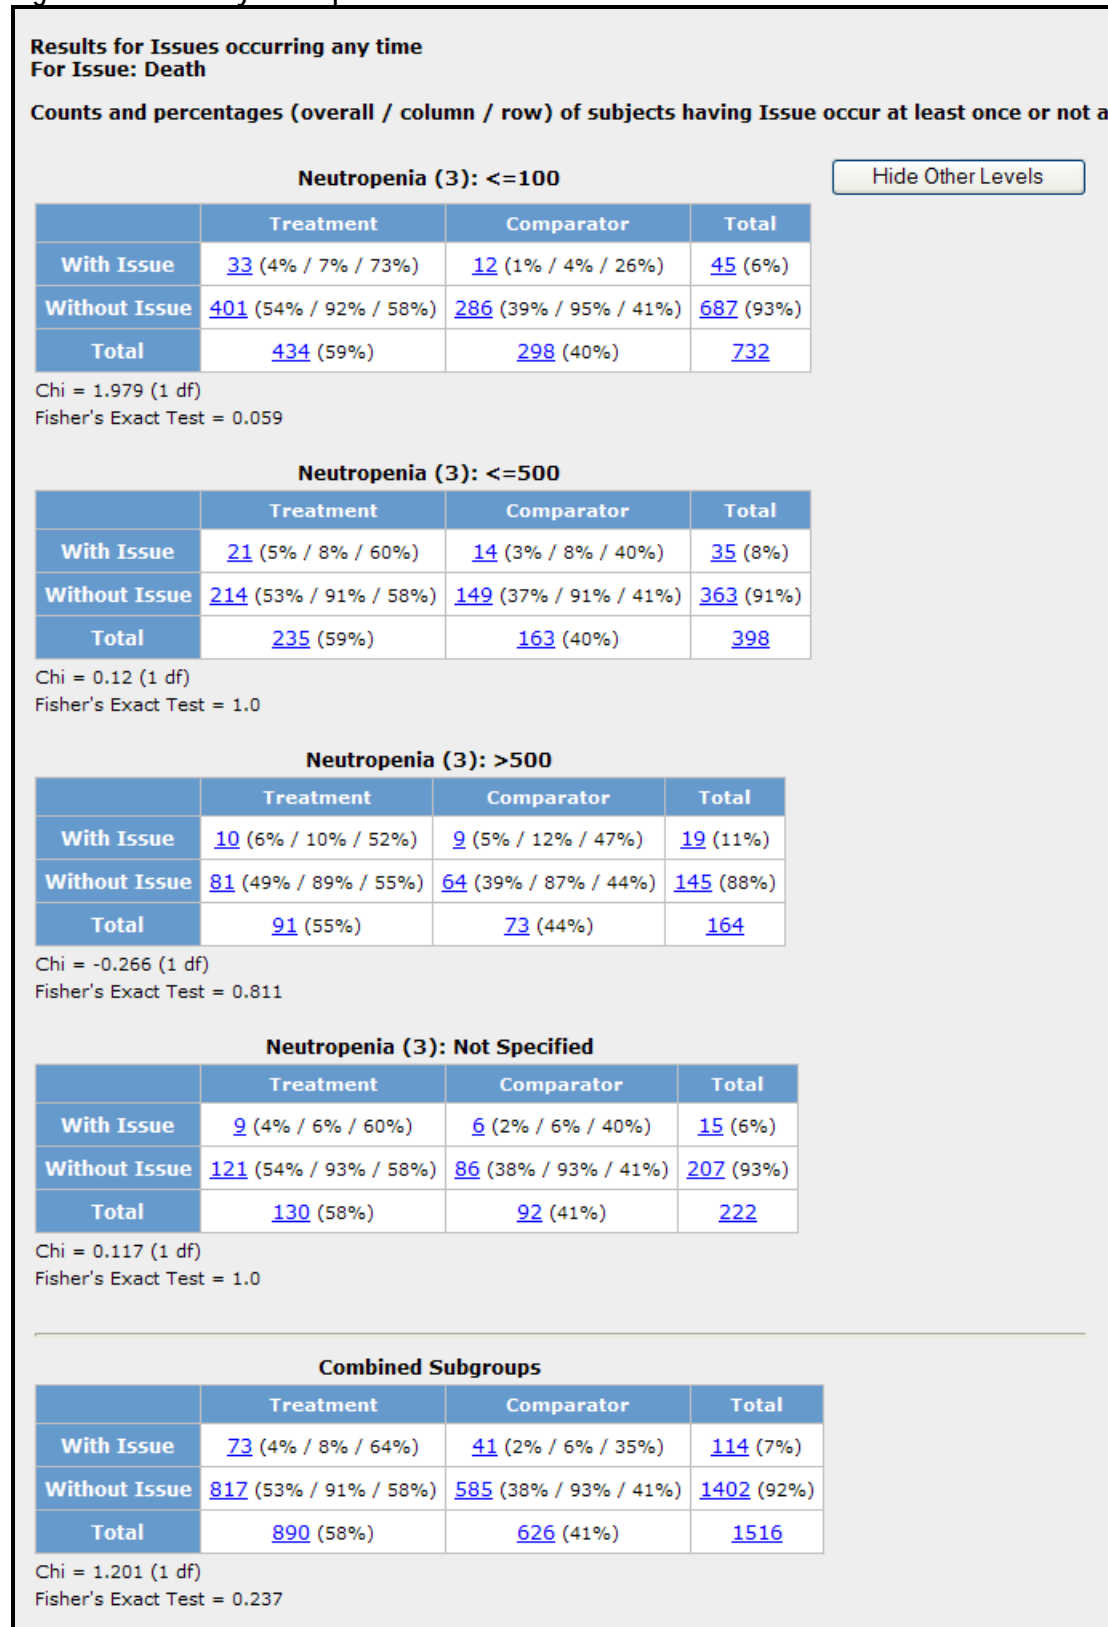 Results for Issues occurring any time
For Issue: Death
Counts and percentages (overall / column / row) of subjects having Issue occur at least once or not a
Neutropenia (3): <=100
Hide Other Levels
Treatment Comparator Total
With Issue 33 (4% / 7% / 73%) 12 (1% / 4% / 26%) 45 (6%)
Without Issue 401 (54% / 92% / 58%) 286 (39% / 95% / 41%) 687 (93%)
Total 434 (59%) 298 (40%) 732
Chi = 1.979 (1 df)
Fisher's Exact Test = 0.059
Neutropenia (3): <=500
Treatment Comparator Total
With Issue 21 (5% / 8% / 60%) 14 (3% / 8% / 40%) 35 (8%)
Without Issue 214 (53% / 91% / 58%) 149 (37% / 91% / 41%) 363 (91%)
Total 235 (59%) 163 (40%) 398
Chi = 0.12 (1 df)
Fisher's Exact Test = 1.0
Neutropenia (3): >500
Treatment Comparator Total
With Issue 10 (6% / 10% / 52%) 9 (5% / 12% / 47%) 19 (11%)
Without Issue 81 (49% / 89% / 55%) 64 (39% / 87% / 44%) 145 (88%)
Total 91 (55%) 73 (44%) 164
Chi = -0.266 (1 df)
Fisher's Exact Test = 0.811
Neutropenia (3): Not Specified
Treatment Comparator Total
With Issue 9 (4% / 6% / 60%) 6 (2% / 6% / 40%) 15 (6%)
Without Issue 121 (54% / 93% / 58%) 86 (38% / 93% / 41%) 207 (93%)
Total 130 (58%) 92 (41%) 222
Chi = 0.117 (1 df)
Fisher's Exact Test = 1.0
Combined Subgroups
Treatment Comparator Total
With Issue 73 (4% / 8% / 64%) 41 (2% / 6% / 35%) 114 (7%)
Without Issue 817 (53% / 91% / 58%) 585 (38% / 93% / 41%) 1402 (92%)
Total 890 (58%) 626 (41%) 1516
Chi = 1.201 (1 df)
Fisher's Exact Test = 0.237